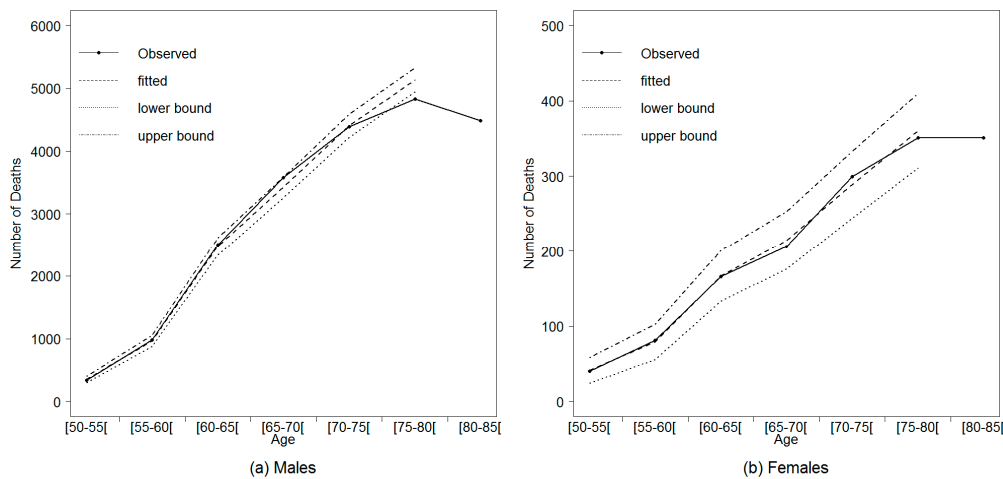 6000
5000
4000
3000
2000
1000
0
Number of Deaths
Observed
fitted
lower bound
upper bound
[50-55[ [55-60[ [60-65[ [65-70[ [70-75[ [75-80[ [80-85[
Age
(a) Males
500
400
300
200
100
0
Number of Deaths
Observed
fitted
lower bound
upper bound
[50-55[ [55-60[ [60-65[ [65-70[ [70-75[ [75-80[ [80-85[
Age
(b) Females